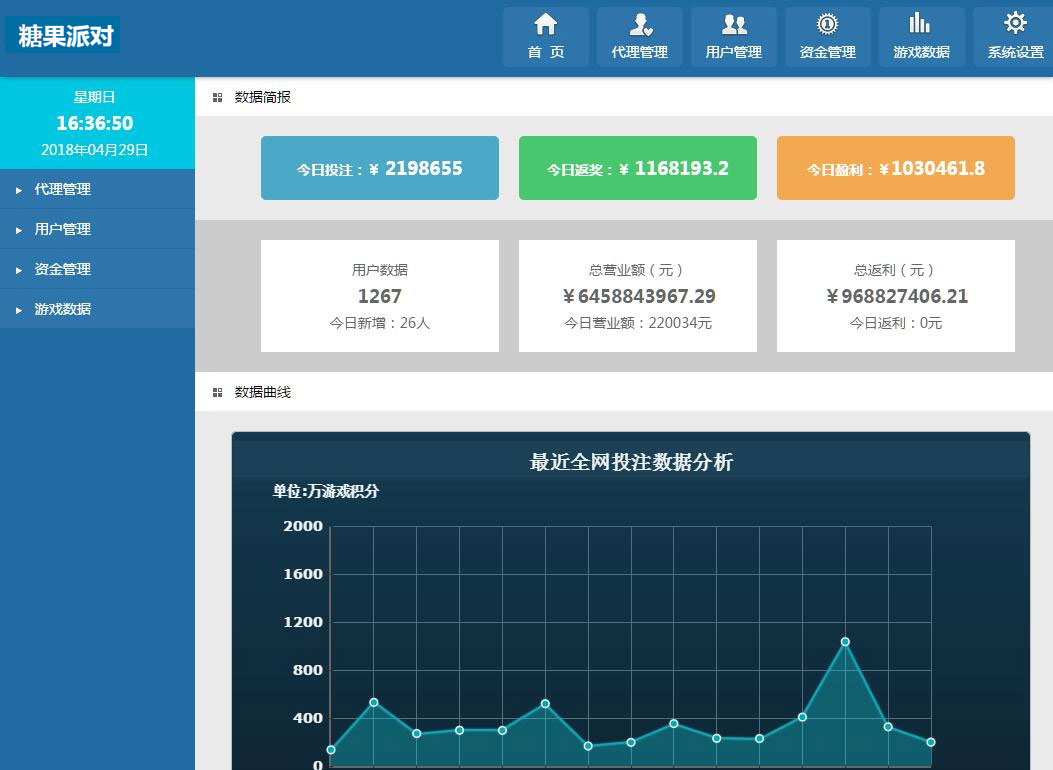 糖果派对
首 页
代理管理
用户管理
资金管理
游戏数据
系统设置
星期日
16:36:50
2018年04月29日
代理管理
用户管理
资金管理
游戏数据
数据简报
今日投注：￥ 2198655
今日返奖：￥ 1168193.2
今日盈利：￥1030461.8
用户数据
1267
今日新增：26人
总营业额（元）
￥6458843967.29
今日营业额：220034元
总返利（元）
￥968827406.21
今日返利：0元
数据曲线
最近全网投注数据分析
单位:万游戏积分
2000
1600
1200
800
400
0